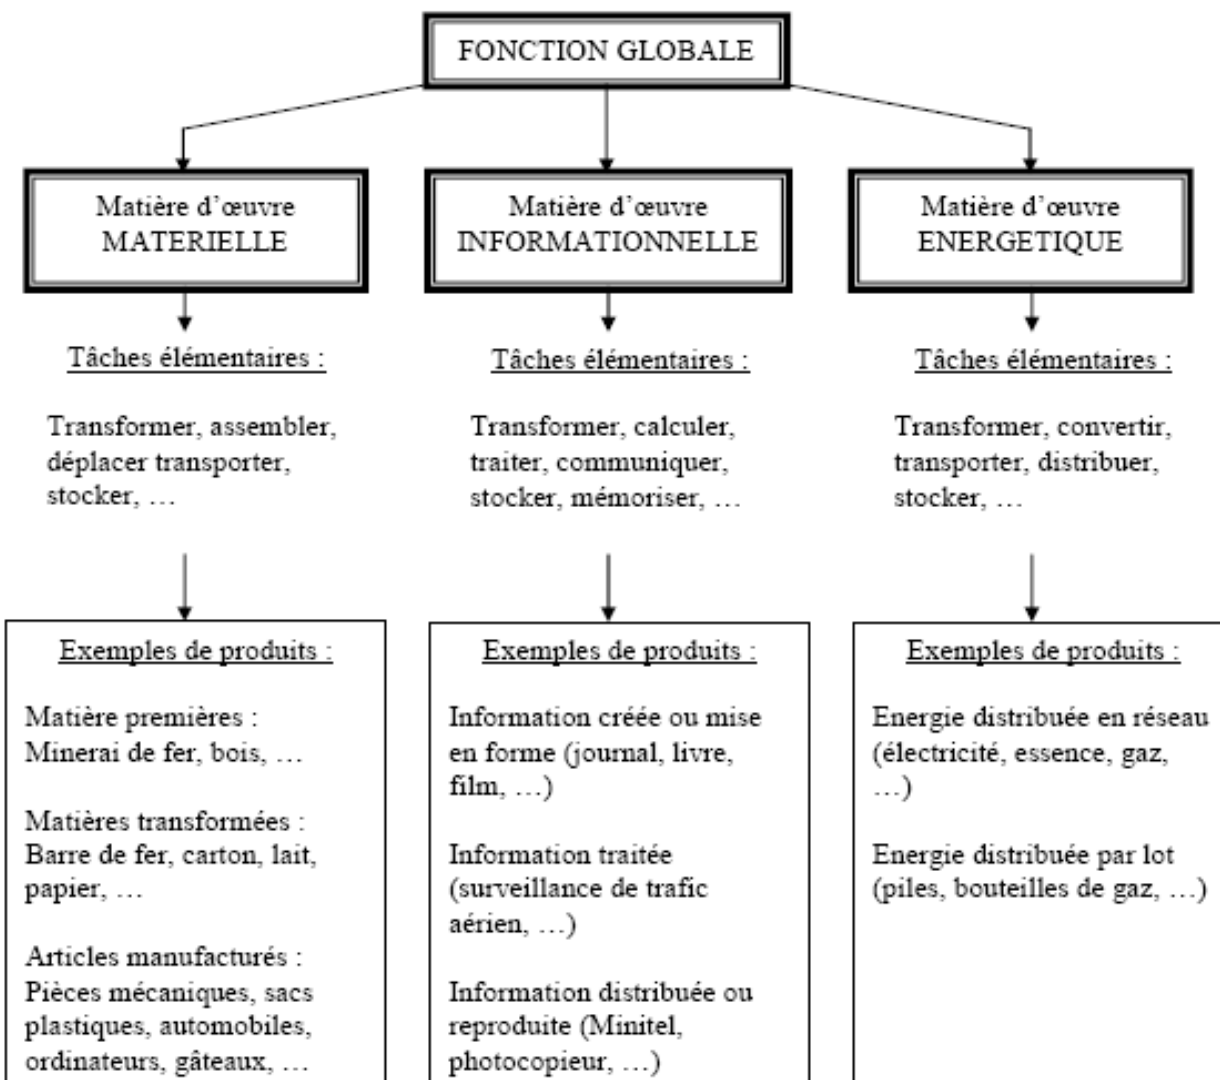 FONCTION GLOBALE
Matière d'œuvre
MATERIELLE
Tâches élémentaires :
Transformer, assembler,
déplacer transporter,
stocker, …
Exemples de produits :
Matière premières :
Minerai de fer, bois, …
Matières transformées :
Barre de fer, carton, lait,
papier, …
Articles manufacturés :
Pièces mécaniques, sacs
plastiques, automobiles,
ordinateurs, gâteaux, …
Matière d'œuvre
INFORMATIONNELLE
Tâches élémentaires :
Transformer, calculer,
traiter, communiquer,
stocker, mémoriser, …
Exemples de produits :
Information créée ou mise
en forme (journal, livre,
film, …)
Information traitée
(surveillance de trafic
aérien, …)
Information distribuée ou
reproduite (Minitel,
photocopieur, …)
Matière d'œuvre
ENERGETIQUE
Tâches élémentaires :
Transformer, convertir,
transporter, distribuer,
stocker, …
Exemples de produits :
Energie distribuée en réseau
(électricité, essence, gaz,
…)
Energie distribuée par lot
(piles, bouteilles de gaz, …)